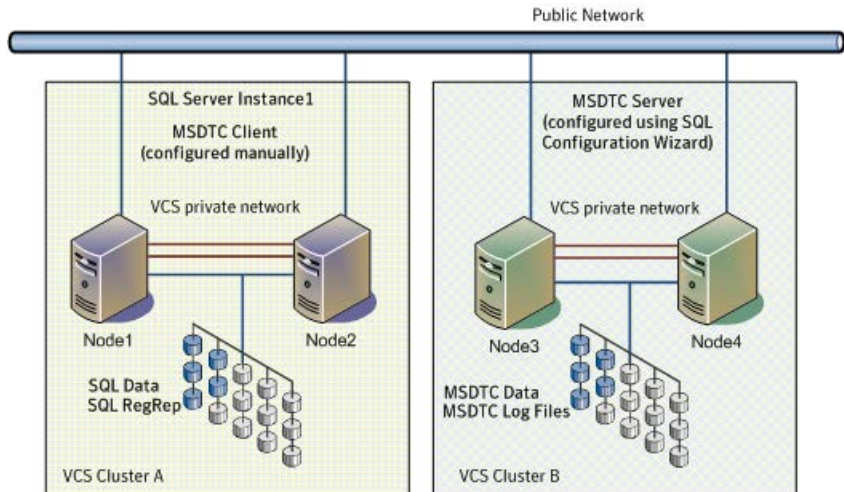 Public Network
SQL Server Instance1
MSDTC Client
(configured manually)
VCS private network
Node1
Node2
SQL Data
SQL RegRep
VCS Cluster A
MSDTC Server
(configured using SQL
Configuration Wizard)
VCS private network
Node3
Node4
MSDTC Data
MSDTC Log Files
VCS Cluster B